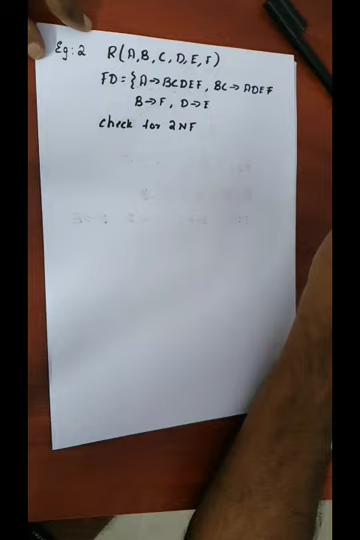 Eg: 2 R(A,B,C,D,E,F)
FD = { A → BCDEF, BC → ADEF
B → F, D → E
check for 2NF